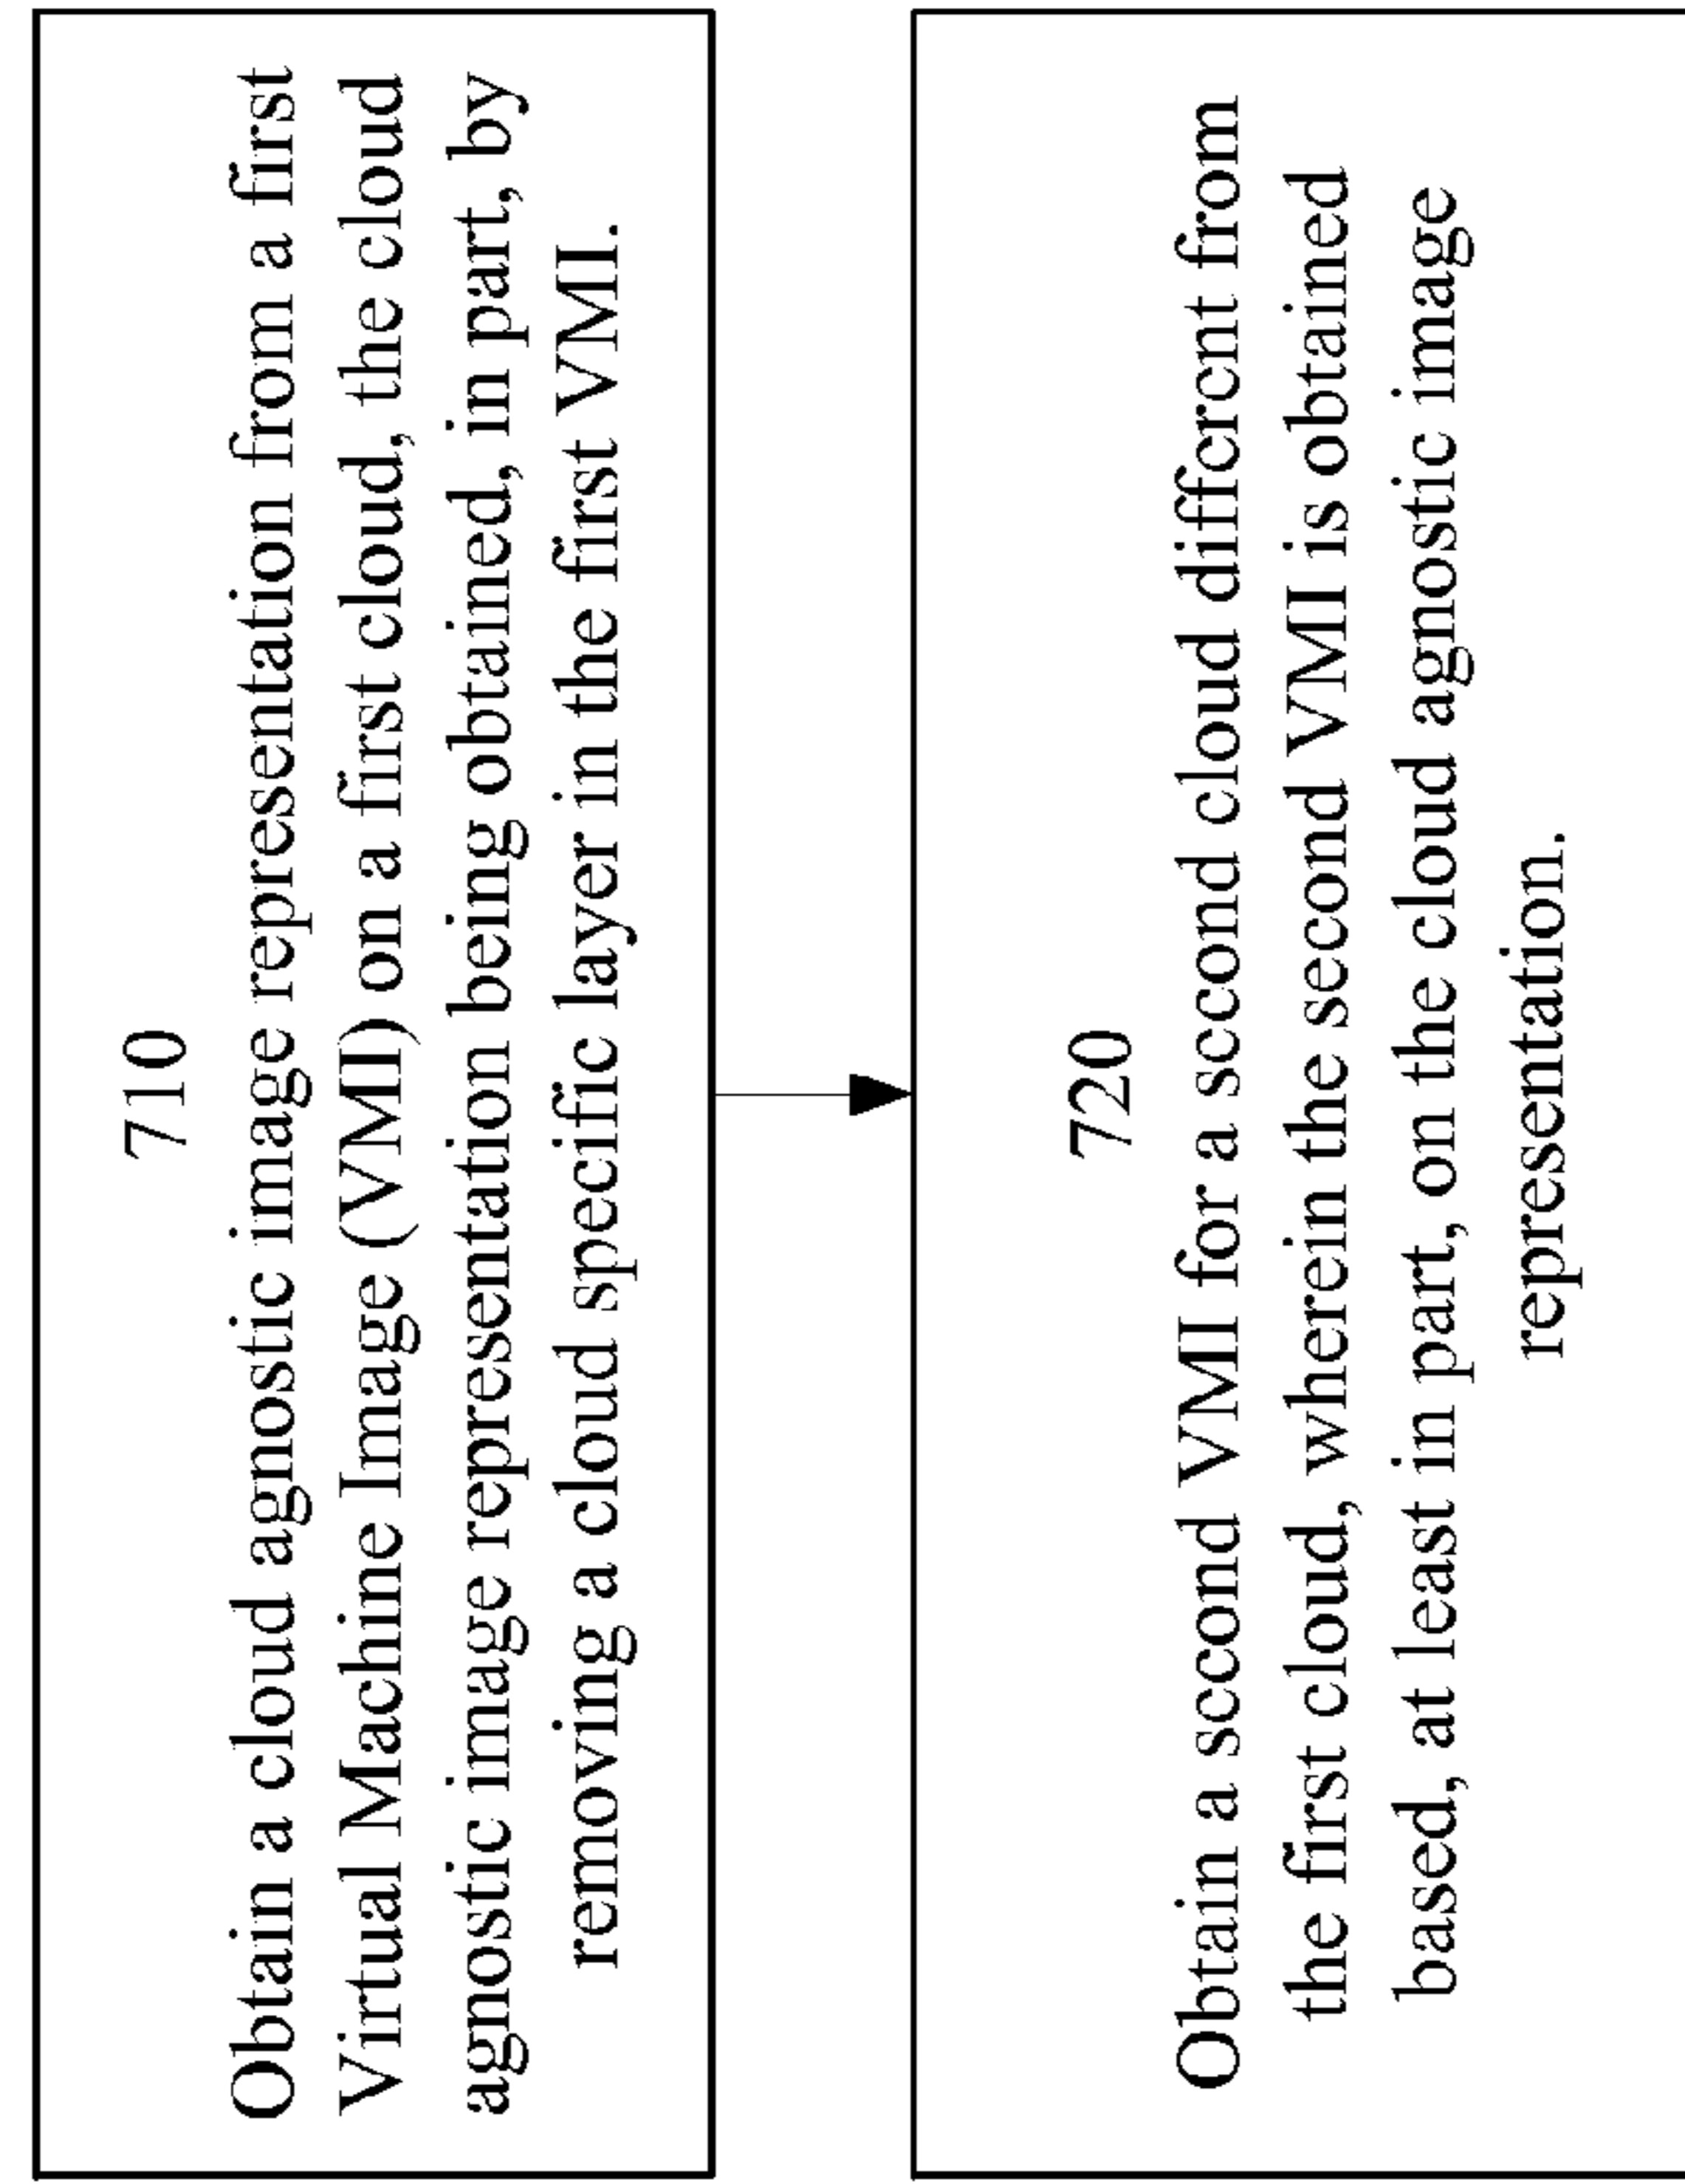 710
Obtain a cloud agnostic image representation from a first
Virtual Machine Image (VMI) on a first cloud, the cloud
agnostic image representation being obtained, in part, by
removing a cloud specific layer in the first VMI.
720
Obtain a second VMI for a second cloud different from
the first cloud, wherein the second VMI is obtained
based, at least in part, on the cloud agnostic image
representation.